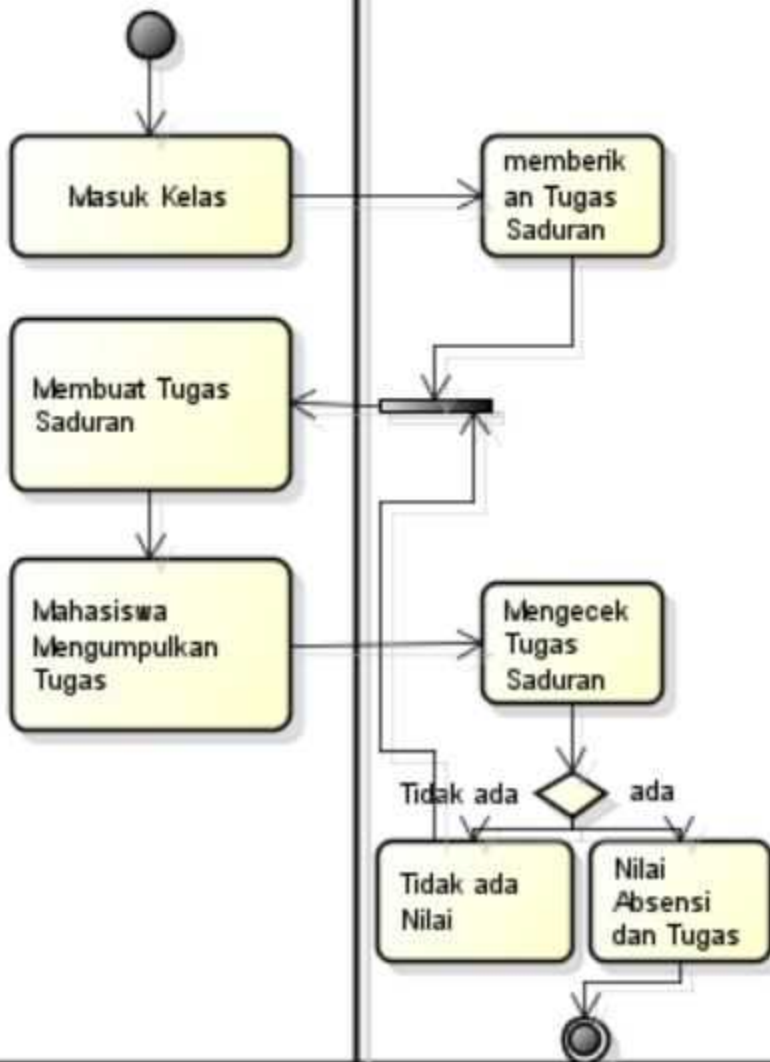 Masuk Kelas
memberik
an Tugas
Saduran
Membuat Tugas
Saduran
Mahasiswa
Mengumpulkan
Tugas
Mengecek
Tugas
Saduran
Tidak ada
ada
Tidak ada
Nilai
Nilai
Absensi
dan Tugas